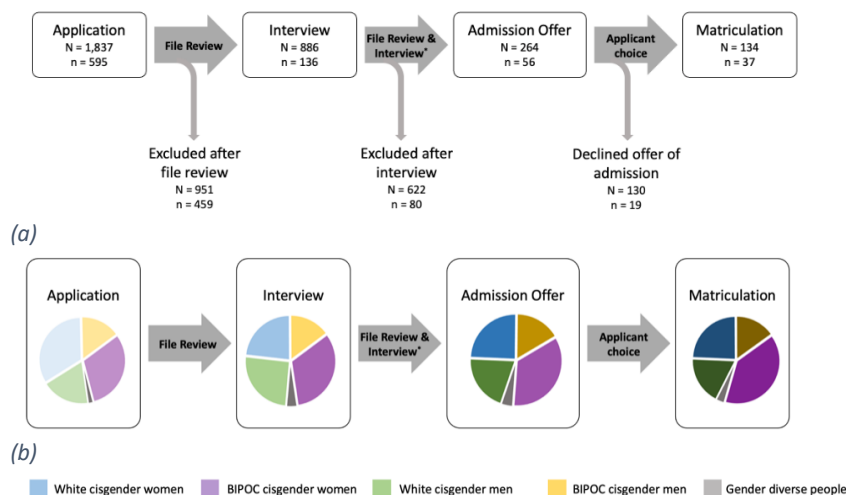 Application
N = 1,837
n = 595
File Review
Interview
N = 886
n = 136
File Review &
Interview*
Admission Offer
N = 264
n = 56
Applicant
choice
Matriculation
N = 134
n = 37
Excluded after
file review
N = 951
n = 459
Excluded after
interview
N = 622
n = 80
Declined offer of
admission
N = 130
n = 19
(a)
Application
File Review
Interview
File Review &
Interview*
Admission Offer
Applicant
choice
Matriculation
(b)
White cisgender women
BIPOC cisgender women
White cisgender men
BIPOC cisgender men
Gender diverse people